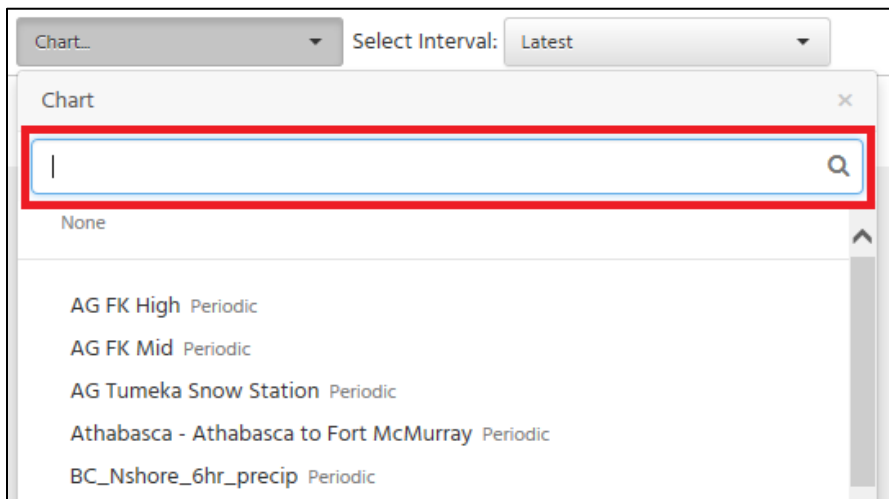 Chart... Select Interval: Latest
Chart
None
AG FK High Periodic
AG FK Mid Periodic
AG Tumeka Snow Station Periodic
Athabasca - Athabasca to Fort McMurray Periodic
BC_Nshore_6hr_precip Periodic